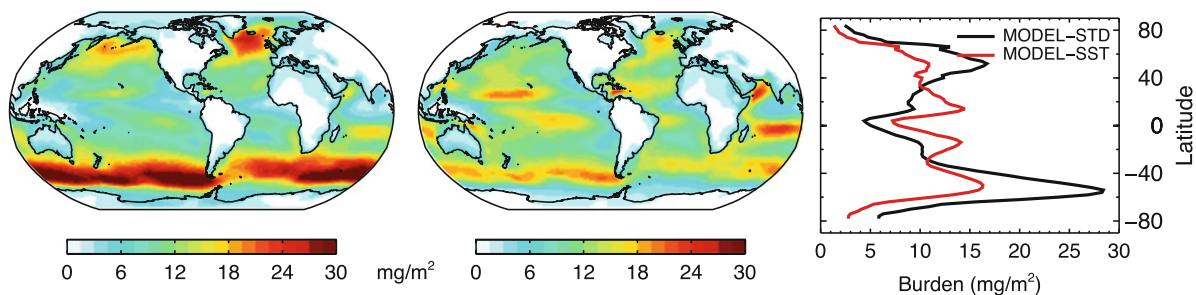 0 6 12 18 24 30 mg/m²
0 6 12 18 24 30
MODEL−STD
MODEL−SST
80
40
0
−40
−80
Latitude
0 5 10 15 20 25 30
Burden (mg/m²)